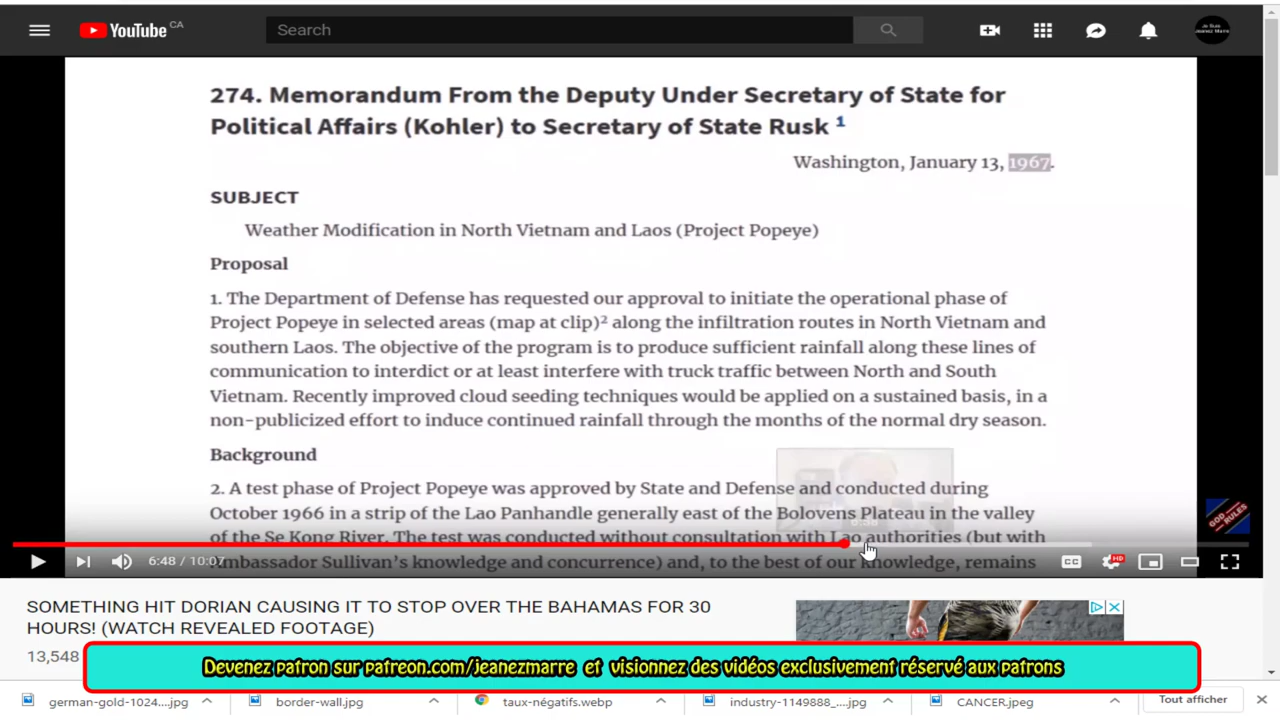 YouTube CA
Search
Je Suis
Jeanez Marre
274. Memorandum From the Deputy Under Secretary of State for
Political Affairs (Kohler) to Secretary of State Rusk 1
Washington, January 13, 1967.
SUBJECT
Weather Modification in North Vietnam and Laos (Project Popeye)
Proposal
1. The Department of Defense has requested our approval to initiate the operational phase of
Project Popeye in selected areas (map at clip)2 along the infiltration routes in North Vietnam and
southern Laos. The objective of the program is to produce sufficient rainfall along these lines of
communication to interdict or at least interfere with truck traffic between North and South
Vietnam. Recently improved cloud seeding techniques would be applied on a sustained basis, in a
non-publicized effort to induce continued rainfall through the months of the normal dry season.
Background
2. A test phase of Project Popeye was approved by State and Defense and conducted during
October 1966 in a strip of the Lao Panhandle generally east of the Bolovens Plateau in the valley
of the Se Kong River. The test was conducted without consultation with Lao authorities (but with
Ambassador Sullivan's knowledge and concurrence) and, to the best of our knowledge, remains
GOD
RULES
6:48 / 10:07
CC
HD
SOMETHING HIT DORIAN CAUSING IT TO STOP OVER THE BAHAMAS FOR 30
HOURS! (WATCH REVEALED FOOTAGE)
13,548
Devenez patron sur patreon.com/jeanezmarre et visionnez des vidéos exclusivement réservé aux patrons
german-gold-1024....jpg
border-wall.jpg
taux-négatifs.webp
industry-1149888_....jpg
CANCER.jpeg
Tout afficher